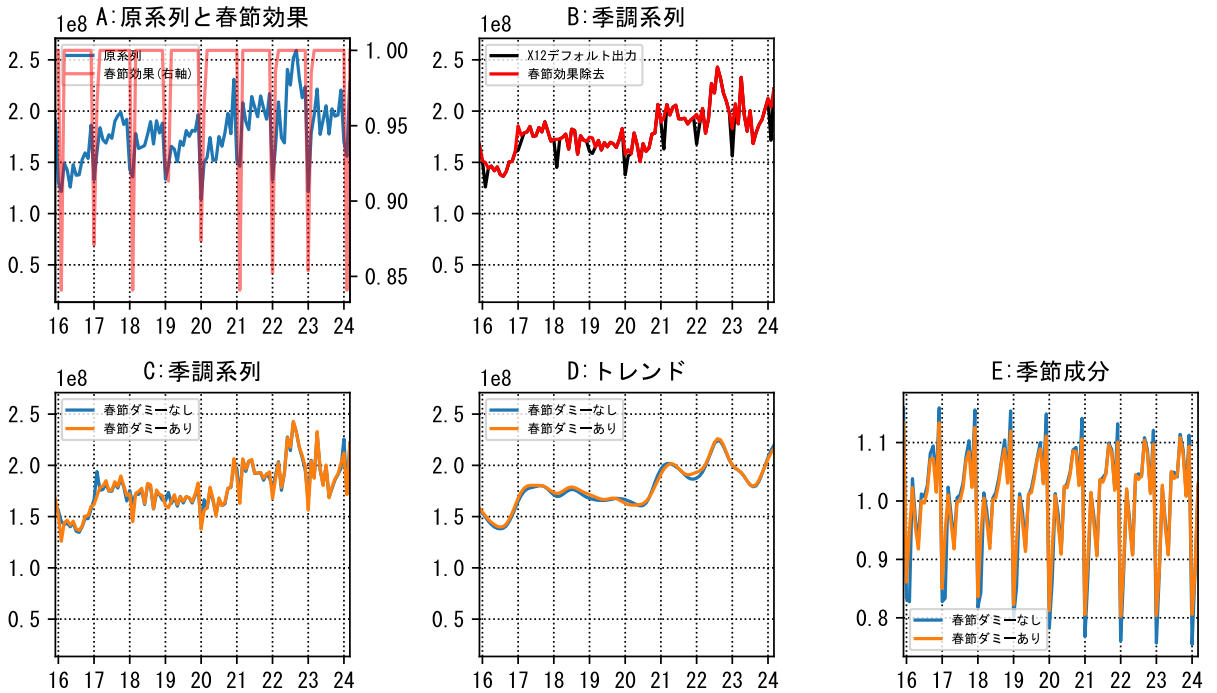 A:原系列と春節効果
1e8
2.5
2.0
1.5
1.0
0.5
原系列
春節効果(右軸)
1.00
0.95
0.90
0.85
16 17 18 19 20 21 22 23 24
B:季調系列
1e8
2.5
2.0
1.5
1.0
0.5
X12デフォルト出力
春節効果除去
16 17 18 19 20 21 22 23 24
C:季調系列
1e8
2.5
2.0
1.5
1.0
0.5
春節ダミーなし
春節ダミーあり
16 17 18 19 20 21 22 23 24
D:トレンド
1e8
2.5
2.0
1.5
1.0
0.5
春節ダミーなし
春節ダミーあり
16 17 18 19 20 21 22 23 24
E:季節成分
1.1
1.0
0.9
0.8
春節ダミーなし
春節ダミーあり
16 17 18 19 20 21 22 23 24